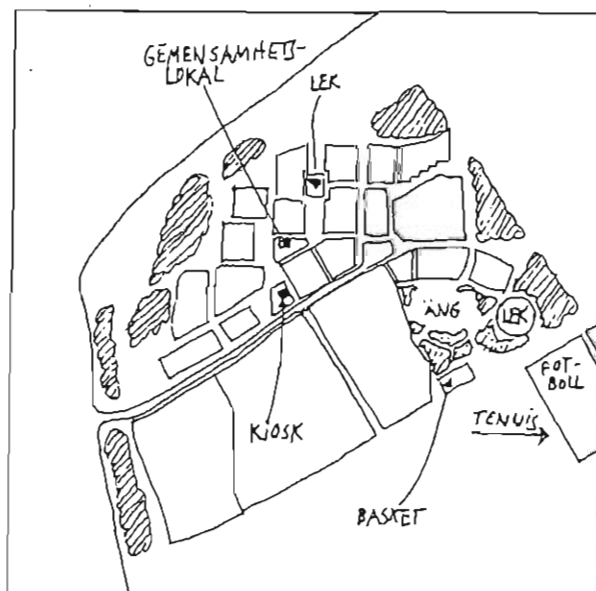 GEMENSAMHETS-
LOKAL
LEK
ÄNG
LEK
FOT-
BOLL
TENNIS
KIOSK
BASKET